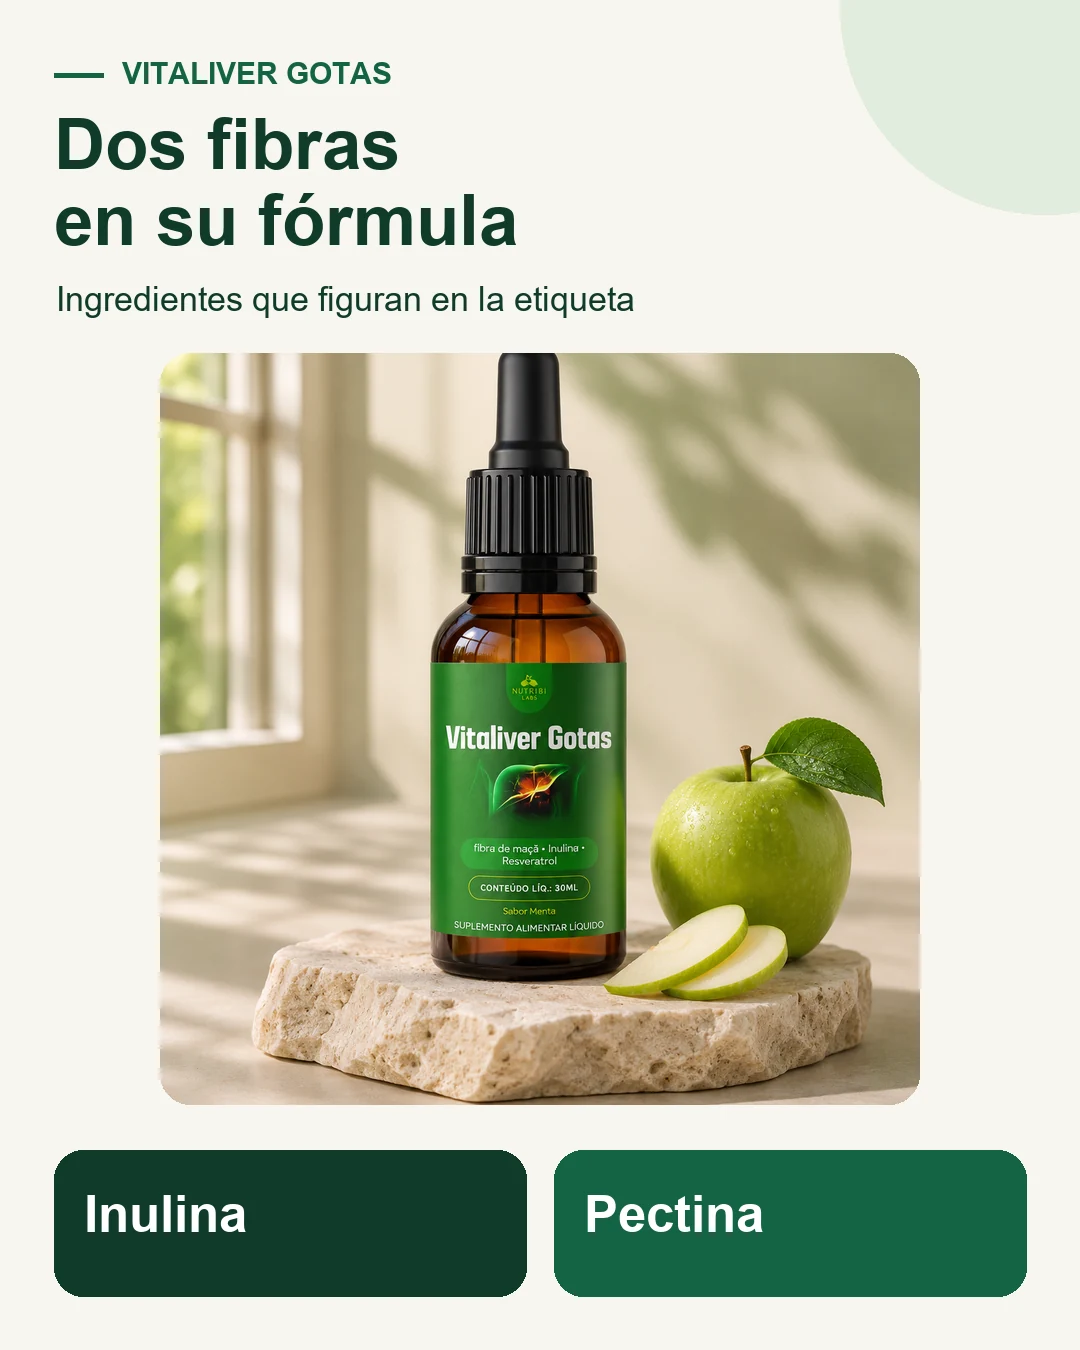 VITALIVER GOTAS
Dos fibras
en su fórmula
Ingredientes que figuran en la etiqueta
NUTRIBI
LABS
Vitaliver Gotas
fibra de maçã • Inulina •
Resveratrol
CONTEÚDO LÍQ.: 30ML
Sabor Menta
SUPLEMENTO ALIMENTAR LÍQUIDO
Inulina
Pectina